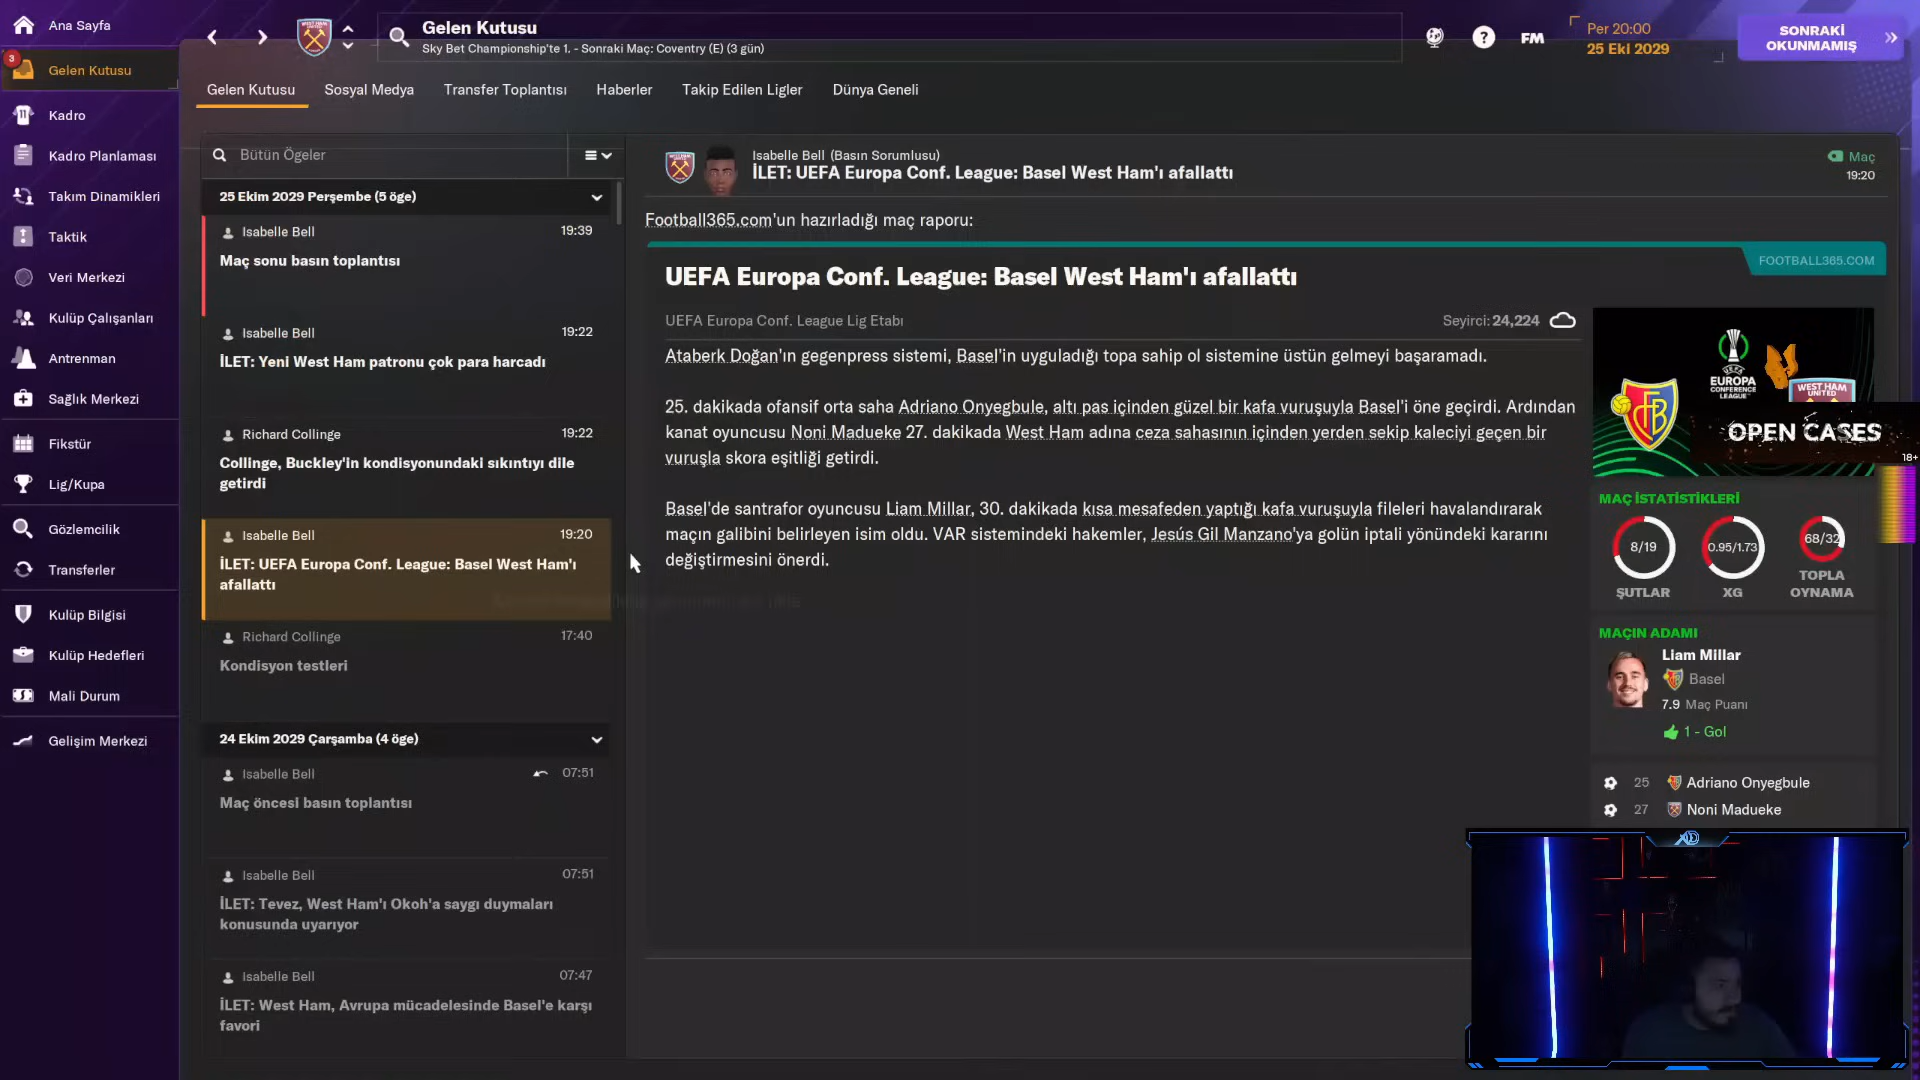 Ana Sayfa
3
Gelen Kutusu
Kadro
Kadro Planlaması
Takım Dinamikleri
Taktik
Veri Merkezi
Kulüp Çalışanları
Antrenman
Sağlık Merkezi
Fikstür
Lig/Kupa
Gözlemcilik
Transferler
Kulüp Bilgisi
Kulüp Hedefleri
Mali Durum
Gelişim Merkezi
Gelen Kutusu
Sky Bet Championship'te 1. - Sonraki Maç: Coventry (E) (3 gün)
FM
Per 20:00
25 Eki 2029
SONRAKİ
OKUNMAMIŞ
Gelen Kutusu
Sosyal Medya
Transfer Toplantısı
Haberler
Takip Edilen Ligler
Dünya Geneli
Bütün Ögeler
25 Ekim 2029 Perşembe (5 öge)
Isabelle Bell 19:39
Maç sonu basın toplantısı
Isabelle Bell 19:22
İLET: Yeni West Ham patronu çok para harcadı
Richard Collinge 19:22
Collinge, Buckley'in kondisyonundaki sıkıntıyı dile
getirdi
Isabelle Bell 19:20
İLET: UEFA Europa Conf. League: Basel West Ham'ı
afallattı
Richard Collinge 17:40
Kondisyon testleri
24 Ekim 2029 Çarşamba (4 öge)
Isabelle Bell 07:51
Maç öncesi basın toplantısı
Isabelle Bell 07:51
İLET: Tevez, West Ham'ı Okoh'a saygı duymaları
konusunda uyarıyor
Isabelle Bell 07:47
İLET: West Ham, Avrupa mücadelesinde Basel'e karşı
favori
Isabelle Bell (Basın Sorumlusu)
İLET: UEFA Europa Conf. League: Basel West Ham'ı afallattı
Maç
19:20
Football365.com'un hazırladığı maç raporu:
FOOTBALL365.COM
UEFA Europa Conf. League: Basel West Ham'ı afallattı
UEFA Europa Conf. League Lig Etabı
Seyirci: 24,224
Ataberk Doğan'ın gegenpress sistemi, Basel'in uyguladığı topa sahip ol sistemine üstün gelmeyi başaramadı.
25. dakikada ofansif orta saha Adriano Onyegbule, altı pas içinden güzel bir kafa vuruşuyla Basel'i öne geçirdi. Ardından
kanat oyuncusu Noni Madueke 27. dakikada West Ham adına ceza sahasının içinden yerden sekip kaleciyi geçen bir
vuruşla skora eşitliği getirdi.
Basel'de santrafor oyuncusu Liam Millar, 30. dakikada kısa mesafeden yaptığı kafa vuruşuyla fileleri havalandırarak
maçın galibini belirleyen isim oldu. VAR sistemindeki hakemler, Jesús Gil Manzano'ya golün iptali yönündeki kararını
değiştirmesini önerdi.
EUROPA
CONFERENCE
LEAGUE
WEST HAM
UNITED
FCB
OPEN CASES
18+
MAÇ İSTATİSTİKLERİ
8/19
ŞUTLAR
0.95/1.73
XG
68/32
TOPLA
OYNAMA
MAÇIN ADAMI
Liam Millar
Basel
7.9 Maç Puanı
1 - Gol
25 Adriano Onyegbule
27 Noni Madueke